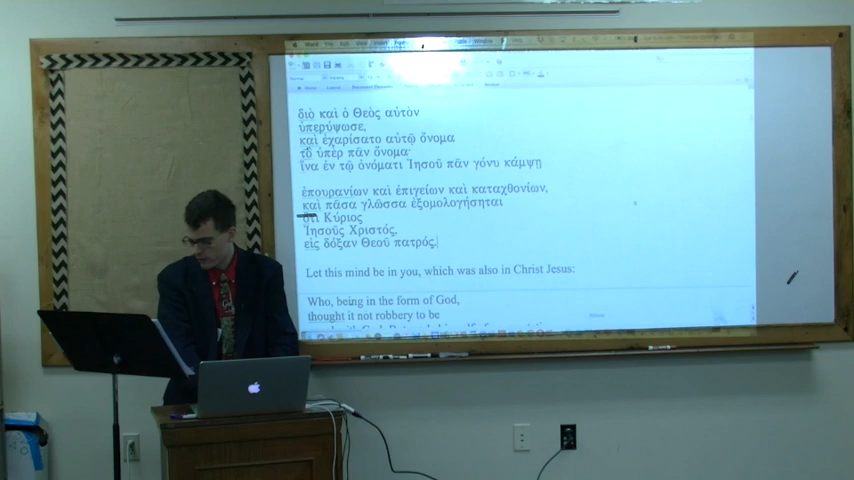 διὸ καὶ ὁ Θεὸς αὐτὸν
ὑπερύψωσε,
καὶ ἐχαρίσατο αὐτῷ ὄνομα
τὸ ὑπὲρ πᾶν ὄνομα·
ἵνα ἐν τῷ ὀνόματι Ἰησοῦ πᾶν γόνυ κάμψῃ
ἐπουρανίων καὶ ἐπιγείων καὶ καταχθονίων,
καὶ πᾶσα γλῶσσα ἐξομολογήσηται
ὅτι Κύριος
Ἰησοῦς Χριστός,
εἰς δόξαν Θεοῦ πατρός.
Let this mind be in you, which was also in Christ Jesus:
Who, being in the form of God,
thought it not robbery to be